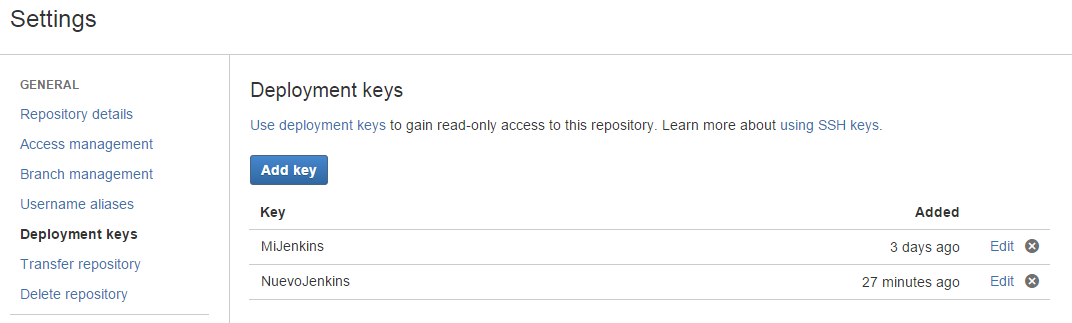 Settings
GENERAL
Repository details
Access management
Branch management
Username aliases
Deployment keys
Transfer repository
Delete repository
Deployment keys
Use deployment keys to gain read-only access to this repository. Learn more about using SSH keys.
Add key
Key Added
MiJenkins 3 days ago Edit
NuevoJenkins 27 minutes ago Edit